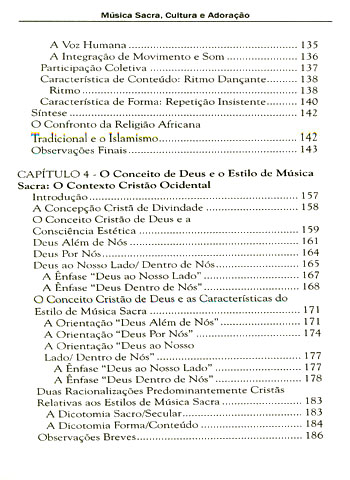 Música Sacra, Cultura e Adoração
A Voz Humana ........ 135
A Integração de Movimento e Som ........ 136
Participação Coletiva ........ 137
Característica de Conteúdo: Ritmo Dançante ........ 138
Ritmo ........ 138
Característica de Forma: Repetição Insistente ........ 140
Síntese ........ 142
O Confronto da Religião Africana
Tradicional e o Islamismo ........ 142
Observações Finais ........ 143
CAPÍTULO 4 - O Conceito de Deus e o Estilo de Música
Sacra: O Contexto Cristão Ocidental
Introdução ........ 157
A Concepção Cristã de Divindade ........ 158
O Conceito Cristão de Deus e a
Consciência Estética ........ 159
Deus Além de Nós ........ 161
Deus Por Nós ........ 164
Deus ao Nosso Lado/ Dentro de Nós ........ 165
A Ênfase "Deus ao Nosso Lado" ........ 167
A Ênfase "Deus Dentro de Nós" ........ 168
O Conceito Cristão de Deus e as Características do
Estilo de Música Sacra ........ 171
A Orientação "Deus Além de Nós" ........ 171
A Orientação "Deus Por Nós" ........ 174
A Orientação "Deus ao Nosso
Lado/ Dentro de Nós" ........ 177
A Ênfase "Deus ao Nosso Lado" ........ 177
A Ênfase "Deus Dentro de Nós" ........ 178
Duas Racionalizações Predominantemente Cristãs
Relativas aos Estilos de Música Sacra ........ 183
A Dicotomia Sacro/Secular ........ 183
A Dicotomia Forma/Conteúdo ........ 184
Observações Breves ........ 186